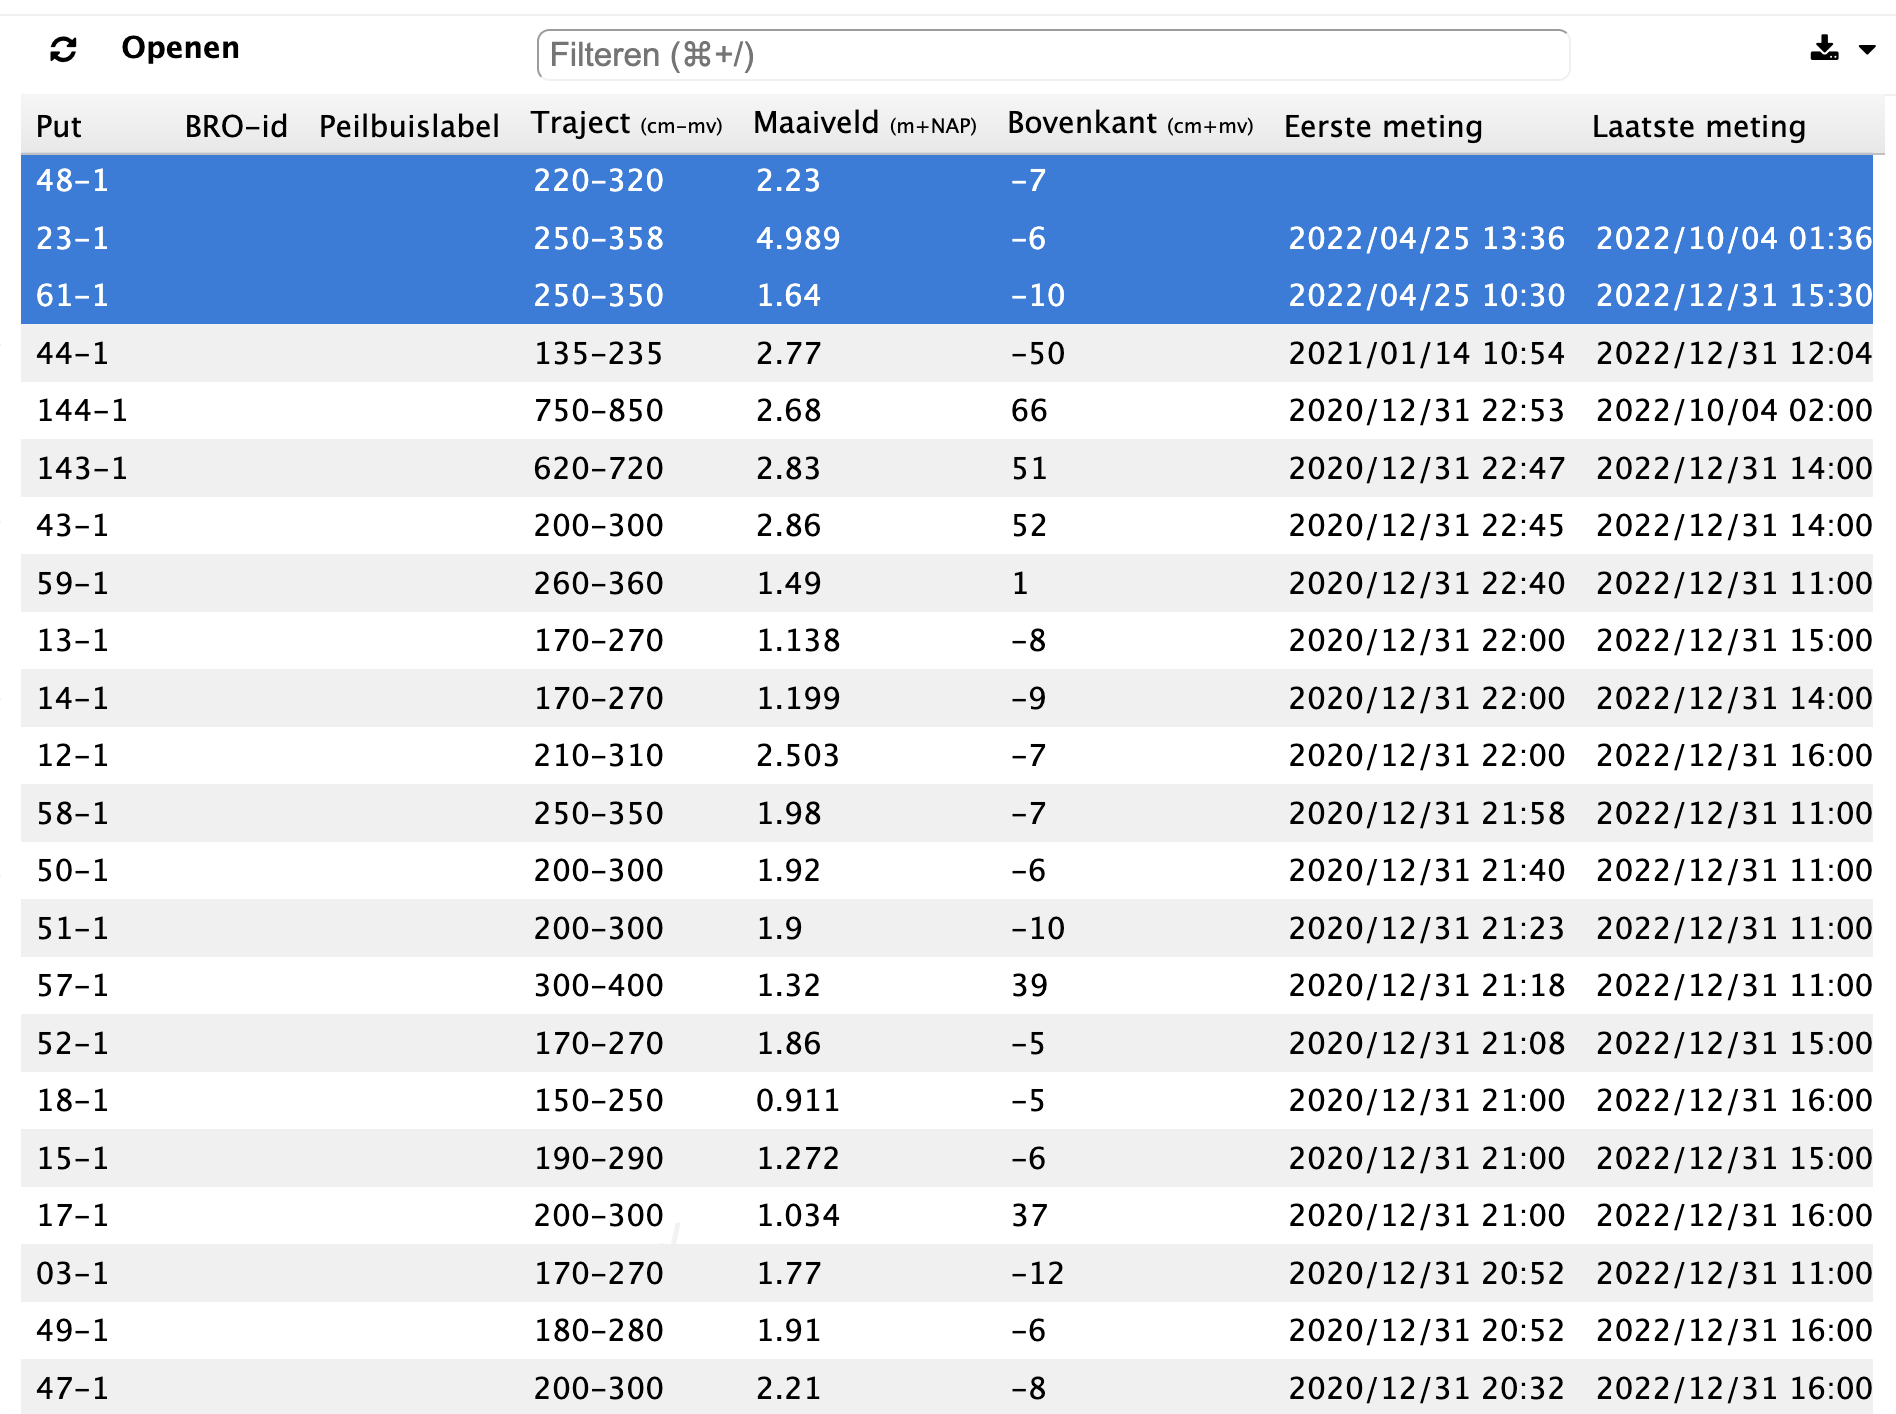 Openen Filteren (⌘+/)
Put BRO-id Peilbuislabel Traject (cm-mv) Maaiveld (m+NAP) Bovenkant (cm+mv) Eerste meting Laatste meting
48-1 220-320 2.23 -7
23-1 250-358 4.989 -6 2022/04/25 13:36 2022/10/04 01:36
61-1 250-350 1.64 -10 2022/04/25 10:30 2022/12/31 15:30
44-1 135-235 2.77 -50 2021/01/14 10:54 2022/12/31 12:04
144-1 750-850 2.68 66 2020/12/31 22:53 2022/10/04 02:00
143-1 620-720 2.83 51 2020/12/31 22:47 2022/12/31 14:00
43-1 200-300 2.86 52 2020/12/31 22:45 2022/12/31 14:00
59-1 260-360 1.49 1 2020/12/31 22:40 2022/12/31 11:00
13-1 170-270 1.138 -8 2020/12/31 22:00 2022/12/31 15:00
14-1 170-270 1.199 -9 2020/12/31 22:00 2022/12/31 14:00
12-1 210-310 2.503 -7 2020/12/31 22:00 2022/12/31 16:00
58-1 250-350 1.98 -7 2020/12/31 21:58 2022/12/31 11:00
50-1 200-300 1.92 -6 2020/12/31 21:40 2022/12/31 11:00
51-1 200-300 1.9 -10 2020/12/31 21:23 2022/12/31 11:00
57-1 300-400 1.32 39 2020/12/31 21:18 2022/12/31 11:00
52-1 170-270 1.86 -5 2020/12/31 21:08 2022/12/31 15:00
18-1 150-250 0.911 -5 2020/12/31 21:00 2022/12/31 16:00
15-1 190-290 1.272 -6 2020/12/31 21:00 2022/12/31 15:00
17-1 200-300 1.034 37 2020/12/31 21:00 2022/12/31 16:00
03-1 170-270 1.77 -12 2020/12/31 20:52 2022/12/31 11:00
49-1 180-280 1.91 -6 2020/12/31 20:52 2022/12/31 16:00
47-1 200-300 2.21 -8 2020/12/31 20:32 2022/12/31 16:00